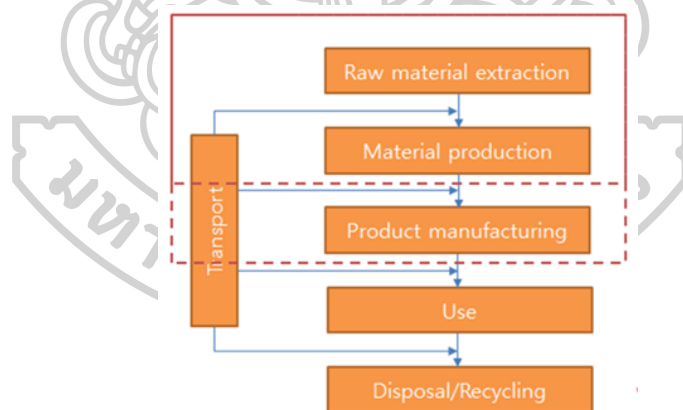 Raw material extraction
Material production
Transport
Product manufacturing
Use
Disposal/Recycling